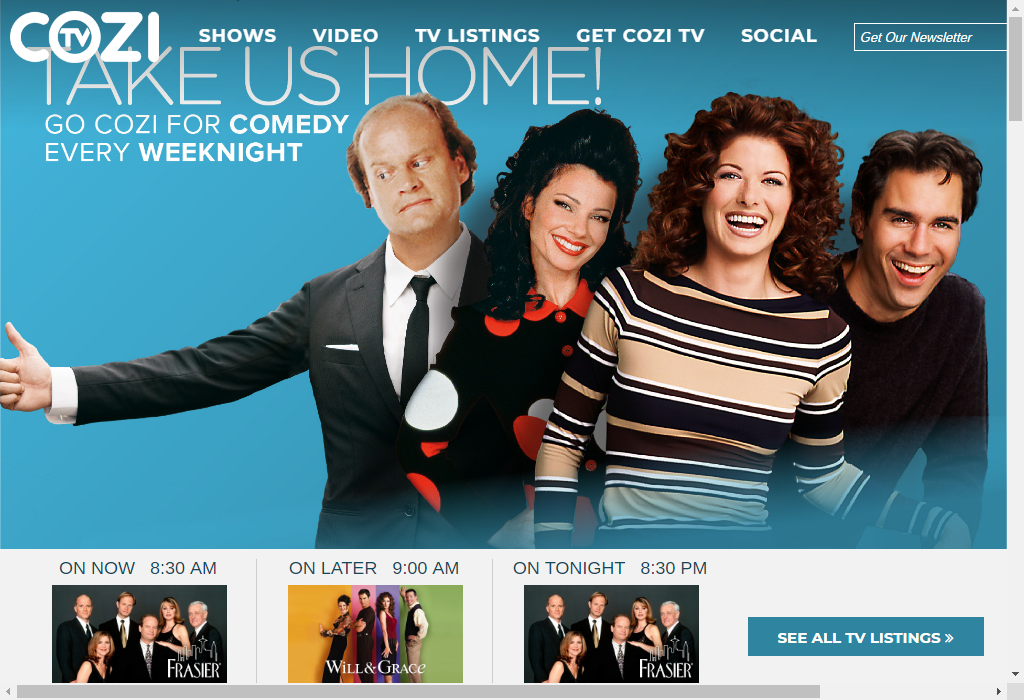 COZI TV
SHOWS
VIDEO
TV LISTINGS
GET COZI TV
SOCIAL
Get Our Newsletter
TAKE US HOME!
GO COZI FOR COMEDY
EVERY WEEKNIGHT
ON NOW 8:30 AM
ON LATER 9:00 AM
ON TONIGHT 8:30 PM
FRASIER
WILL & GRACE
FRASIER
SEE ALL TV LISTINGS »